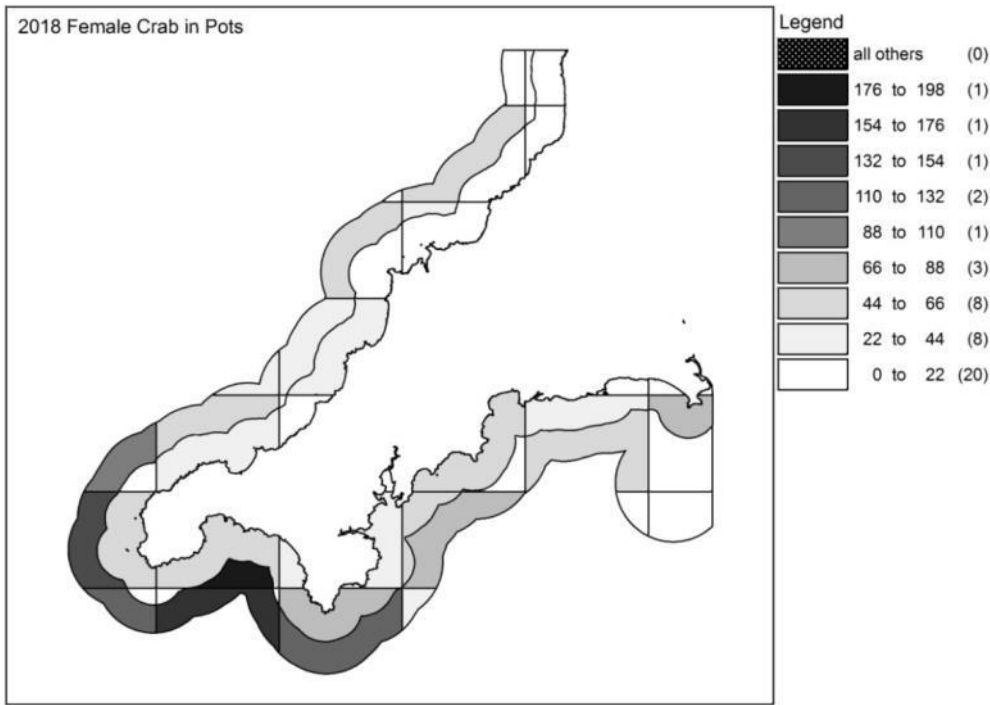 2018 Female Crab in Pots
Legend
all others (0)
176 to 198 (1)
154 to 176 (1)
132 to 154 (1)
110 to 132 (2)
88 to 110 (1)
66 to 88 (3)
44 to 66 (8)
22 to 44 (8)
0 to 22 (20)